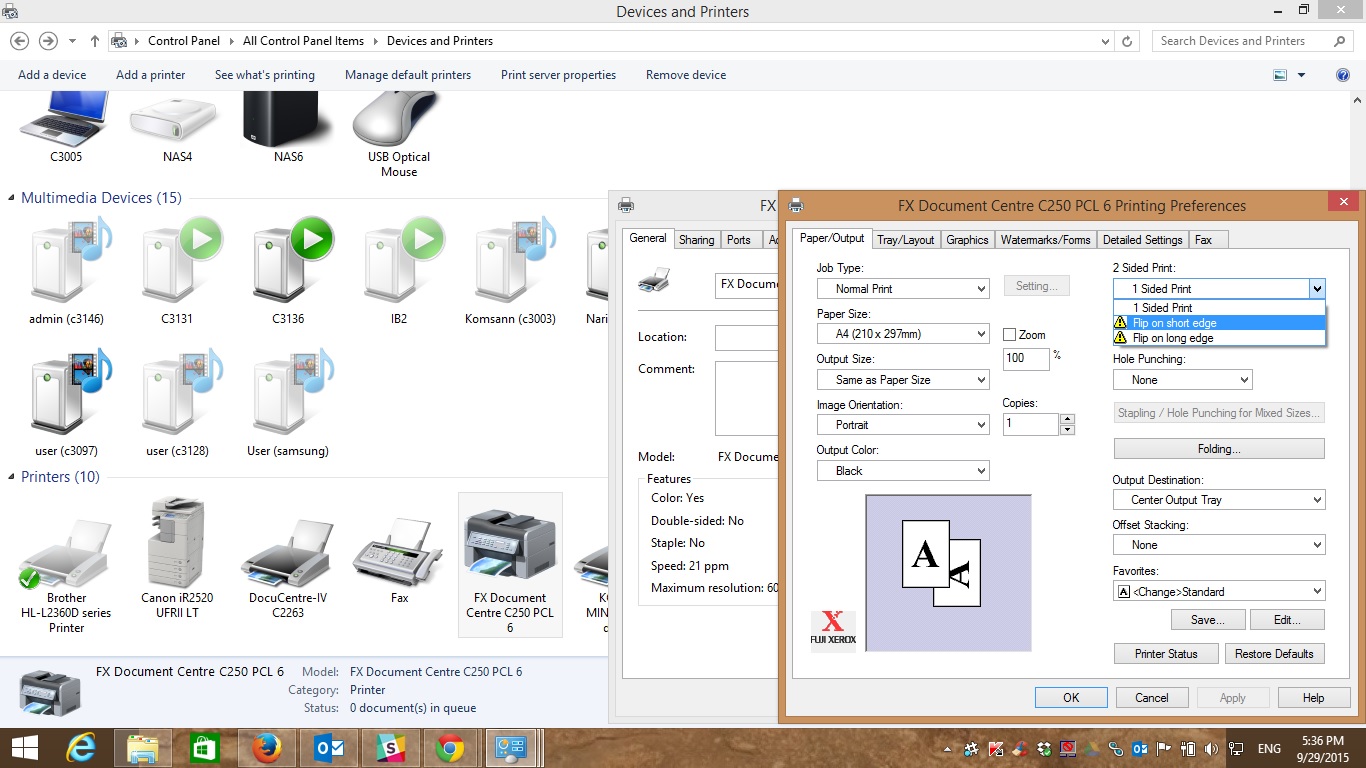 Devices and Printers
Control Panel
All Control Panel Items
Devices and Printers
Search Devices and Printers
Add a device
Add a printer
See what's printing
Manage default printers
Print server properties
Remove device
C3005
NAS4
NAS6
USB Optical
Mouse
Multimedia Devices (15)
admin (c3146)
C3131
C3136
IB2
Komsann (c3003)
Nari
user (c3097)
user (c3128)
User (samsung)
Printers (10)
Brother
HL-L2360D series
Printer
Canon iR2520
UFRII LT
DocuCentre-IV
C2263
Fax
FX Document
Centre C250 PCL
6
MIN
d
FX Document Centre C250 PCL 6
Model: FX Document Centre C250 PCL 6
Category: Printer
Status: 0 document(s) in queue
FX
General
Sharing
Ports
FX Docume
Location:
Comment:
Model: FX Docume
Features
Color: Yes
Double-sided: No
Staple: No
Speed: 21 ppm
Maximum resolution: 60
FX Document Centre C250 PCL 6 Printing Preferences
Paper/Output
Tray/Layout
Graphics
Watermarks/Forms
Detailed Settings
Fax
Job Type:
Normal Print
Setting...
Paper Size:
A4 (210 x 297mm)
Zoom
100 %
Output Size:
Same as Paper Size
Image Orientation:
Portrait
Copies:
1
Output Color:
Black
A
A
X
FUJI XEROX
2 Sided Print:
1 Sided Print
1 Sided Print
Flip on short edge
Flip on long edge
Hole Punching:
None
Stapling / Hole Punching for Mixed Sizes...
Folding...
Output Destination:
Center Output Tray
Offset Stacking:
None
Favorites:
A <Change>Standard
Save...
Edit...
Printer Status
Restore Defaults
OK
Cancel
Apply
Help
ENG
5:36 PM
9/29/2015